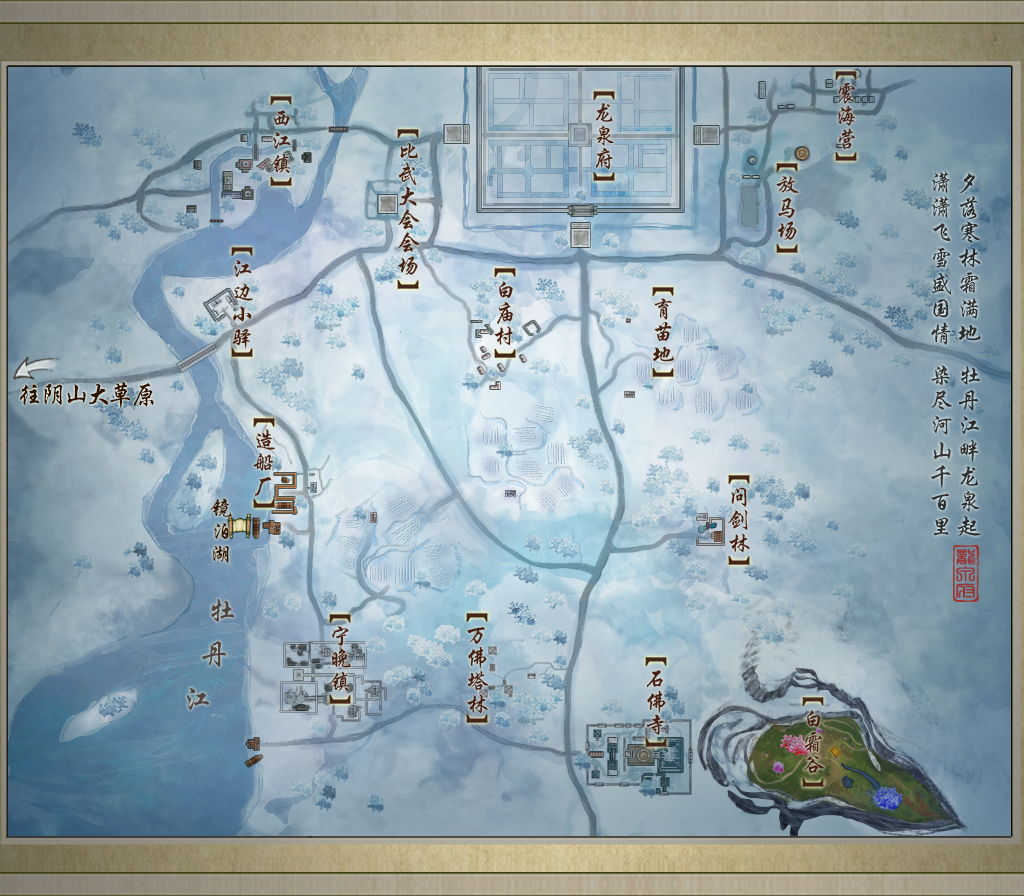 【西江镇】
【比武大会会场】
【龙泉府】
【震海营】
【放马场】
夕落寒林霜满地 牡丹江畔龙泉起
潇潇飞雪盛国情 染尽河山千百里
龍泉府
【江边小驿】
【白庙村】
【育苗地】
往阴山大草原
【造船厂】
镜泊湖
【问剑林】
牡丹江
【宁晚镇】
【万佛塔林】
【石佛寺】
【白霜谷】